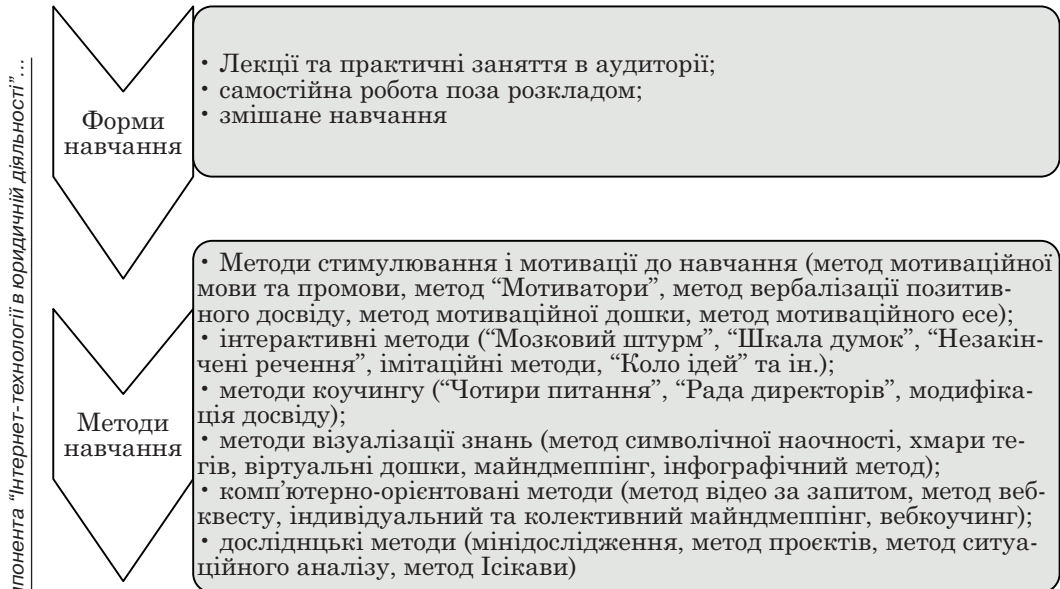 мпонента "Інтернет-технології в юридичній діяльності"...
Форми
навчання
• Лекції та практичні заняття в аудиторії;
• самостійна робота поза розкладом;
• змішане навчання
Методи
навчання
• Методи стимулювання і мотивації до навчання (метод мотиваційної
мови та промови, метод “Мотиватори”, метод вербалізації позитив-
ного досвіду, метод мотиваційної дошки, метод мотиваційного есе);
• інтерактивні методи (“Мозковий штурм”, “Шкала думок”, “Незакін-
чені речення”, імітаційні методи, “Коло ідей” та ін.);
• методи коучингу (“Чотири питання”, “Рада директорів”, модифіка-
ція досвіду);
• методи візуалізації знань (метод символічної наочності, хмари те-
гів, віртуальні дошки, майндмеппінг, інфографічний метод);
• комп’ютерно-орієнтовані методи (метод відео за запитом, метод веб-
квесту, індивідуальний та колективний майндмеппінг, вебкоучинг);
• досліднцькі методи (мінідослідження, метод проєктів, метод ситуа-
ційного аналізу, метод Ісікави)